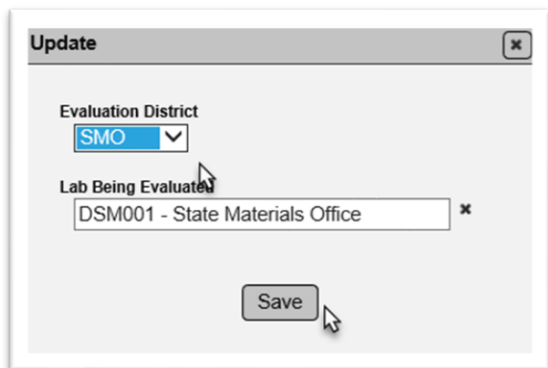 Update
Evaluation District
SMO
Lab Being Evaluated
DSM001 - State Materials Office
Save